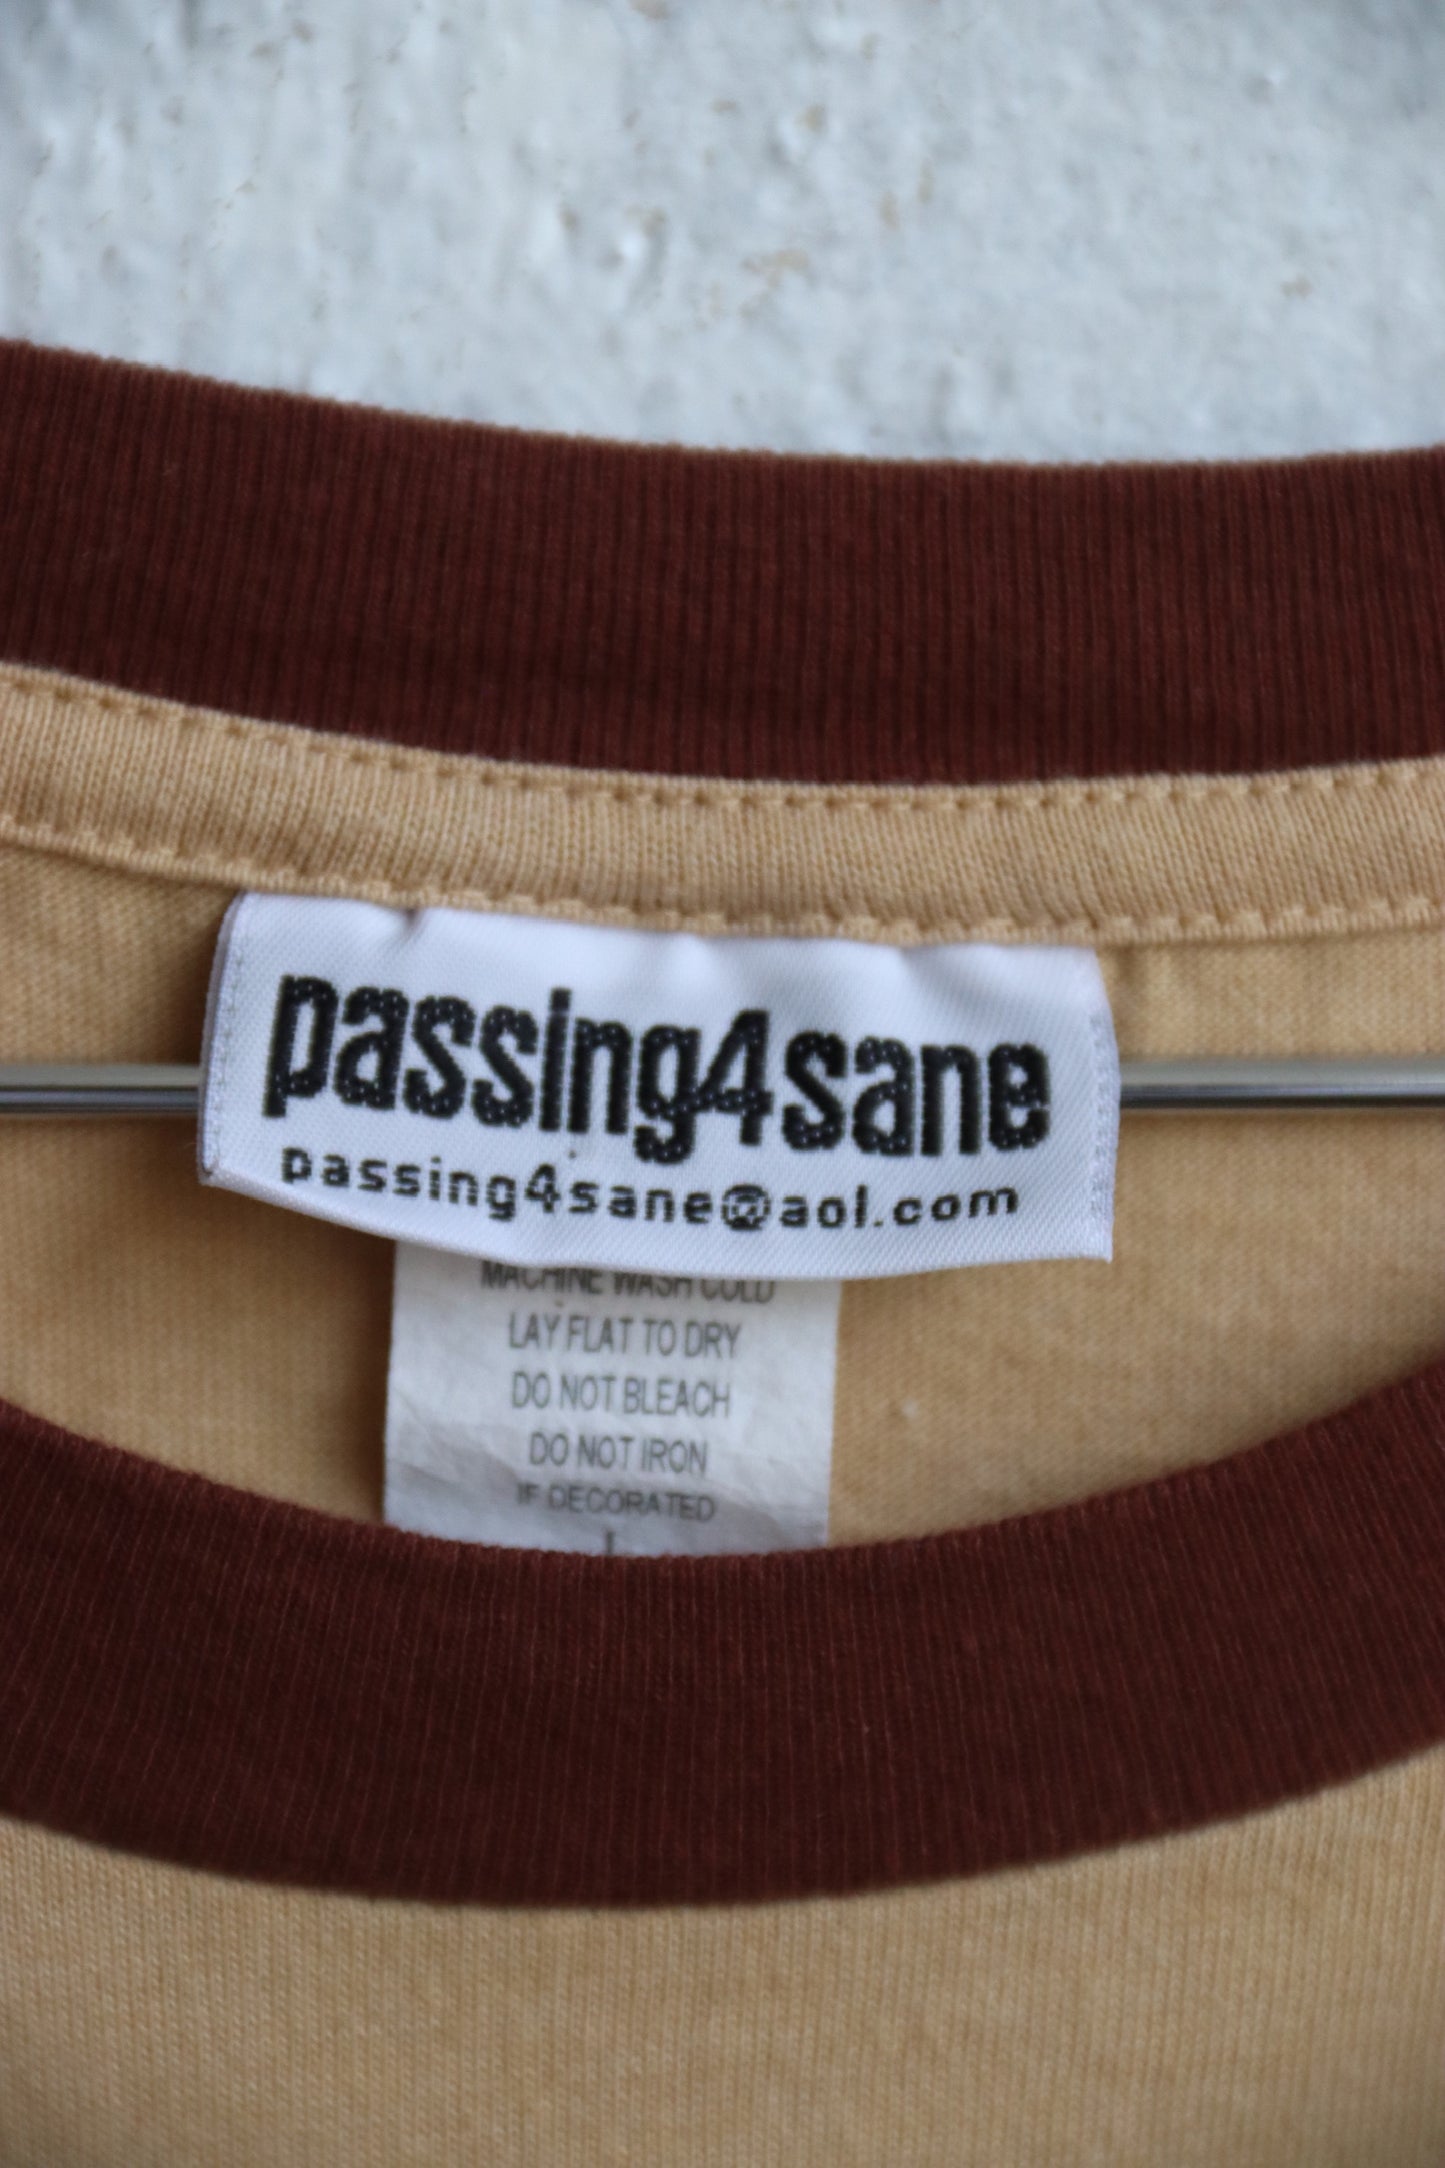 passing4sane
passing4sane@aol.com
MACHINE WASH COLD
LAY FLAT TO DRY
DO NOT BLEACH
DO NOT IRON
IF DECORATED